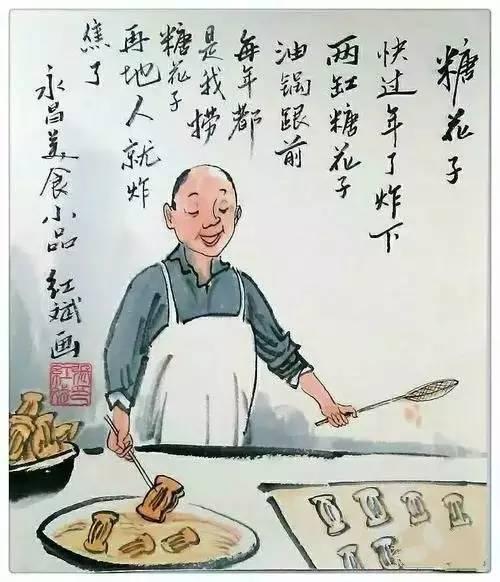 糖花子
快过年了炸下
两缸糖花子
油锅跟前
每年都
是我捞
糖花子
再地人就炸
焦了
永昌美食小品 红斌画